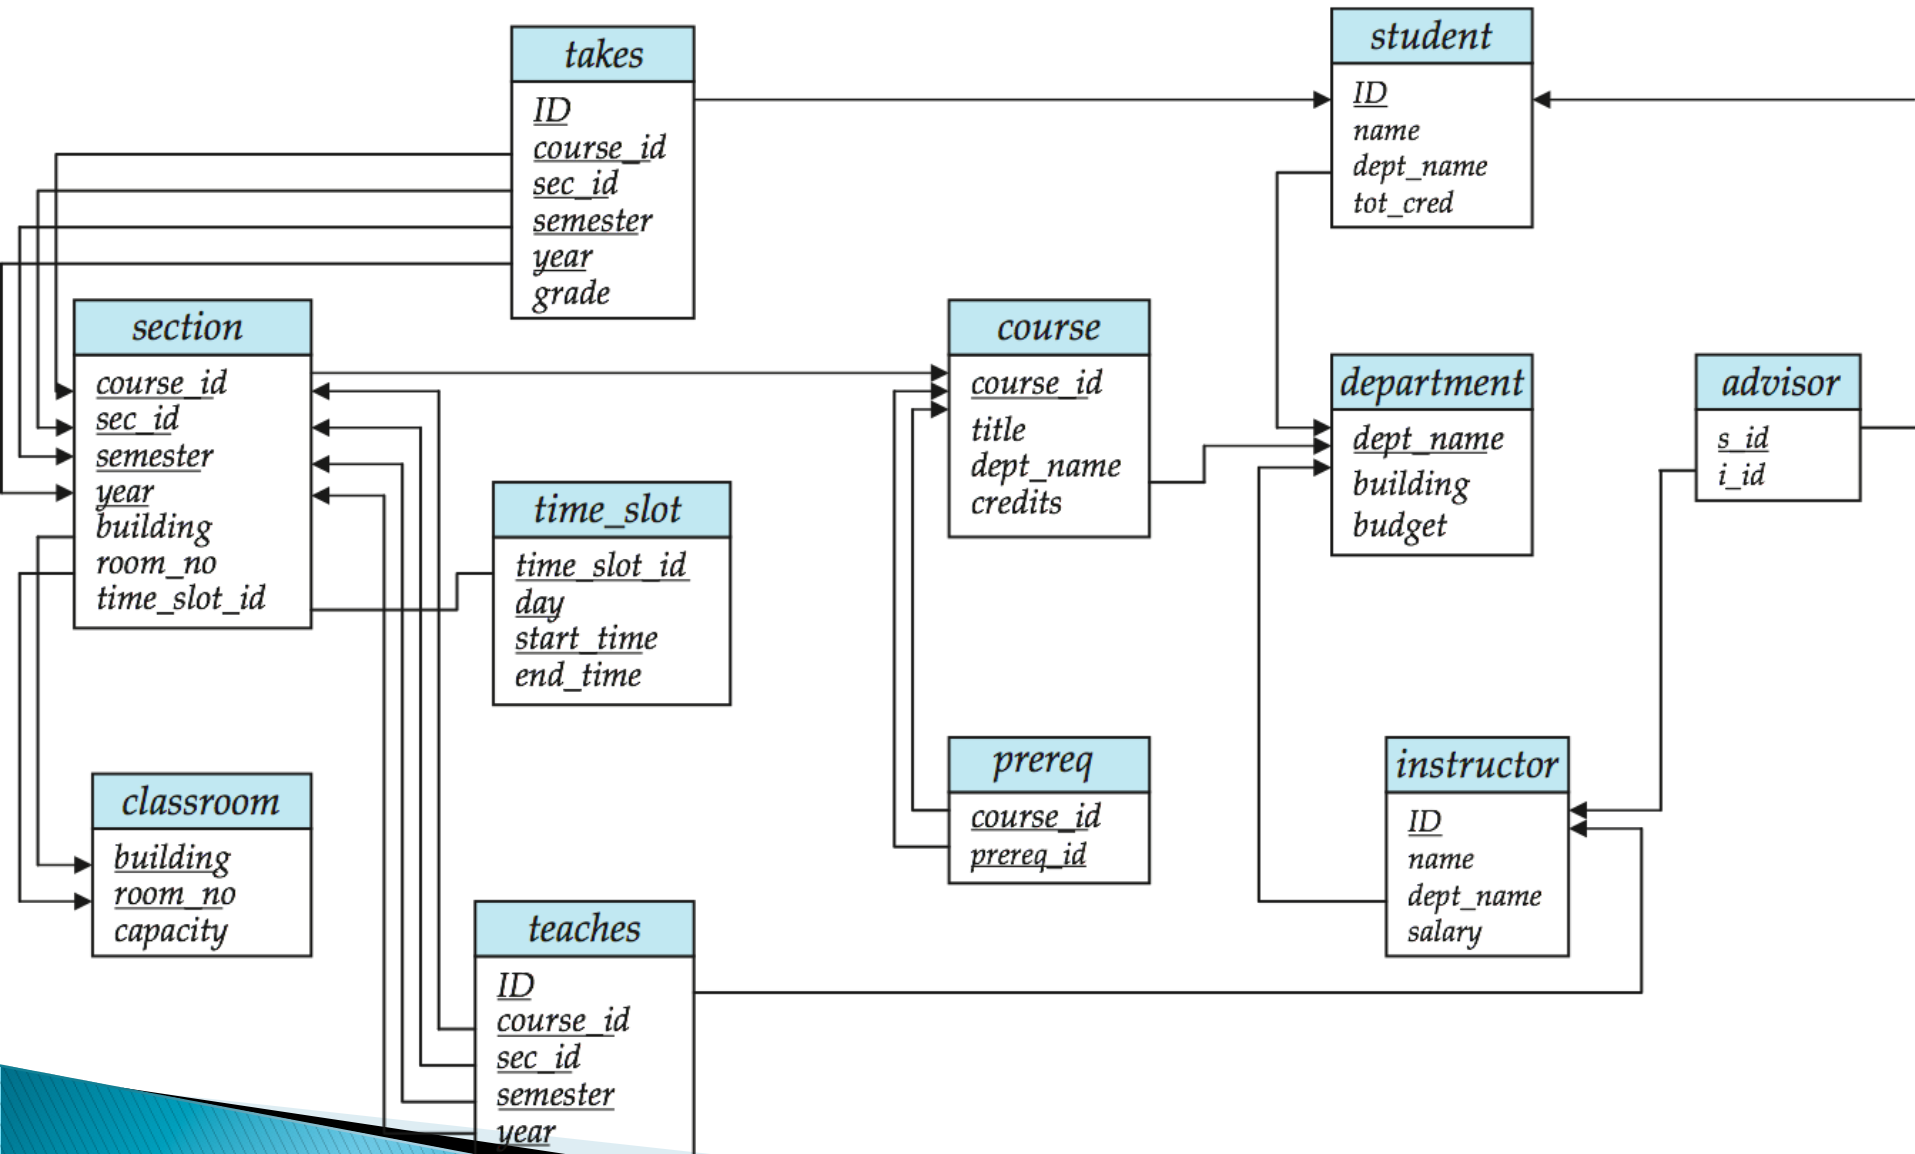 takes
ID
course_id
sec_id
semester
year
grade
student
ID
name
dept_name
tot_cred
section
course_id
sec_id
semester
year
building
room_no
time_slot_id
time_slot
time_slot_id
day
start_time
end_time
course
course_id
title
dept_name
credits
department
dept_name
building
budget
advisor
s_id
i_id
classroom
building
room_no
capacity
prereq
course_id
prereq_id
instructor
ID
name
dept_name
salary
teaches
ID
course_id
sec_id
semester
year